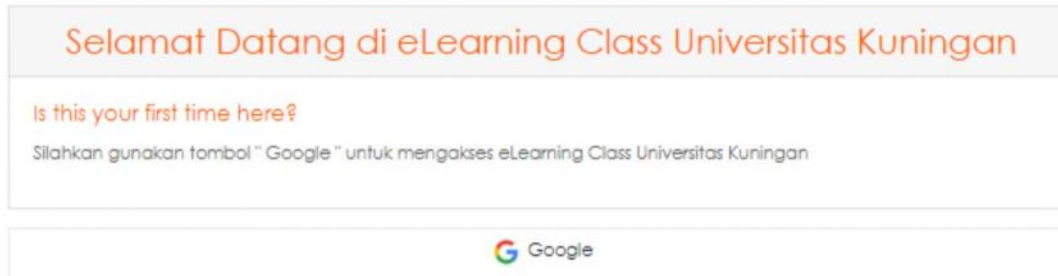 Selamat Datang di eLearning Class Universitas Kuningan
Is this your first time here?
Silahkan gunakan tombol " Google " untuk mengakses eLearning Class Universitas Kuningan
Google